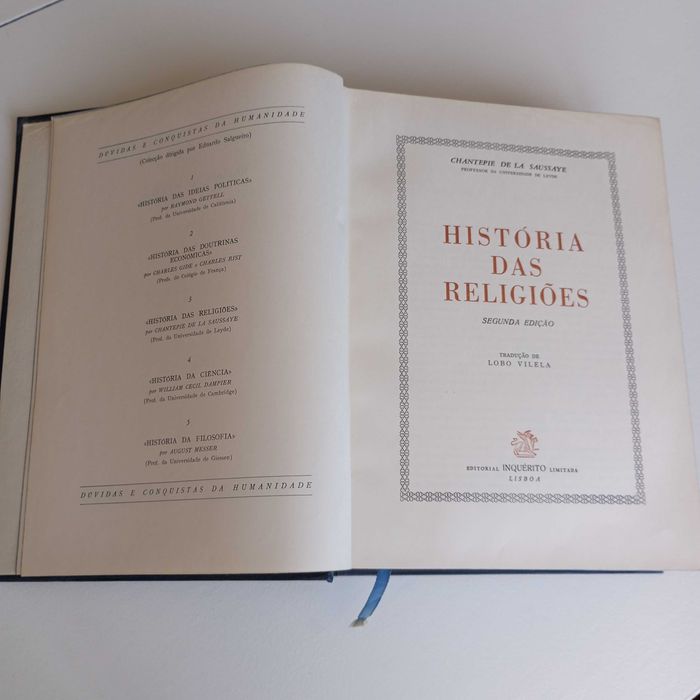 DÚVIDAS E CONQUISTAS DA HUMANIDADE
(Colecção dirigida por Eduardo Salgueiro)
1
«HISTÓRIA DAS IDEIAS POLÍTICAS»
por RAYMOND GETTELL
(Prof. da Universidade de Califórnia)
2
«HISTÓRIA DAS DOUTRINAS
ECONÓMICAS»
por CHARLES GIDE e CHARLES RIST
(Profs. do Colégio de França)
3
«HISTÓRIA DAS RELIGIÕES»
por CHANTEPIE DE LA SAUSSAYE
(Prof. da Universidade de Leyde)
4
«HISTÓRIA DA CIÊNCIA»
por WILLIAM CECIL DAMPIER
(Prof. da Universidade de Cambridge)
5
«HISTÓRIA DA FILOSOFIA»
por AUGUST MESSER
(Prof. da Universidade de Giessen)
DÚVIDAS E CONQUISTAS DA HUMANIDADE
CHANTEPIE DE LA SAUSSAYE
PROFESSOR DA UNIVERSIDADE DE LEYDE
HISTÓRIA
DAS
RELIGIÕES
SEGUNDA EDIÇÃO
TRADUÇÃO DE
LOBO VILELA
EDITORIAL INQUÉRITO LIMITADA
LISBOA